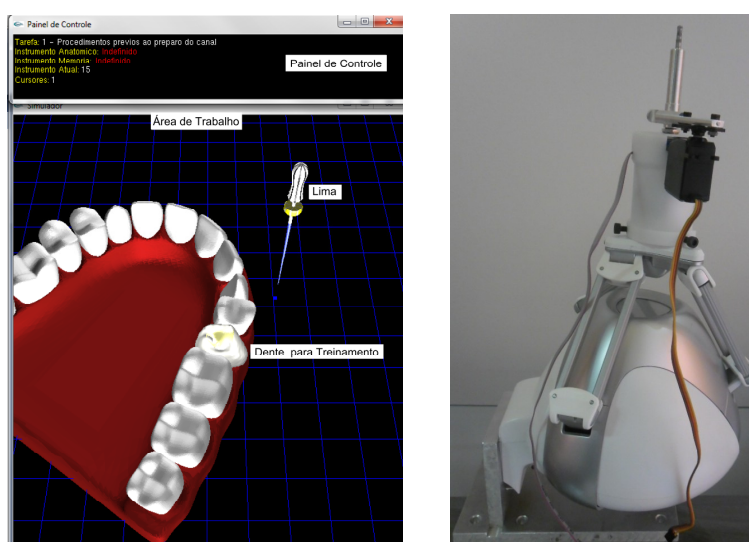 Painel de Controle
Tarefa: 1 - Procedimentos previos ao preparo do canal
Instrumento Anatomico: Indefinido
Instrumento Memoria: Indefinido
Instrumento Atual: 15
Cursores: 1
Painel de Controle
Simulador
Área de Trabalho
Lima
Dente para Treinamento